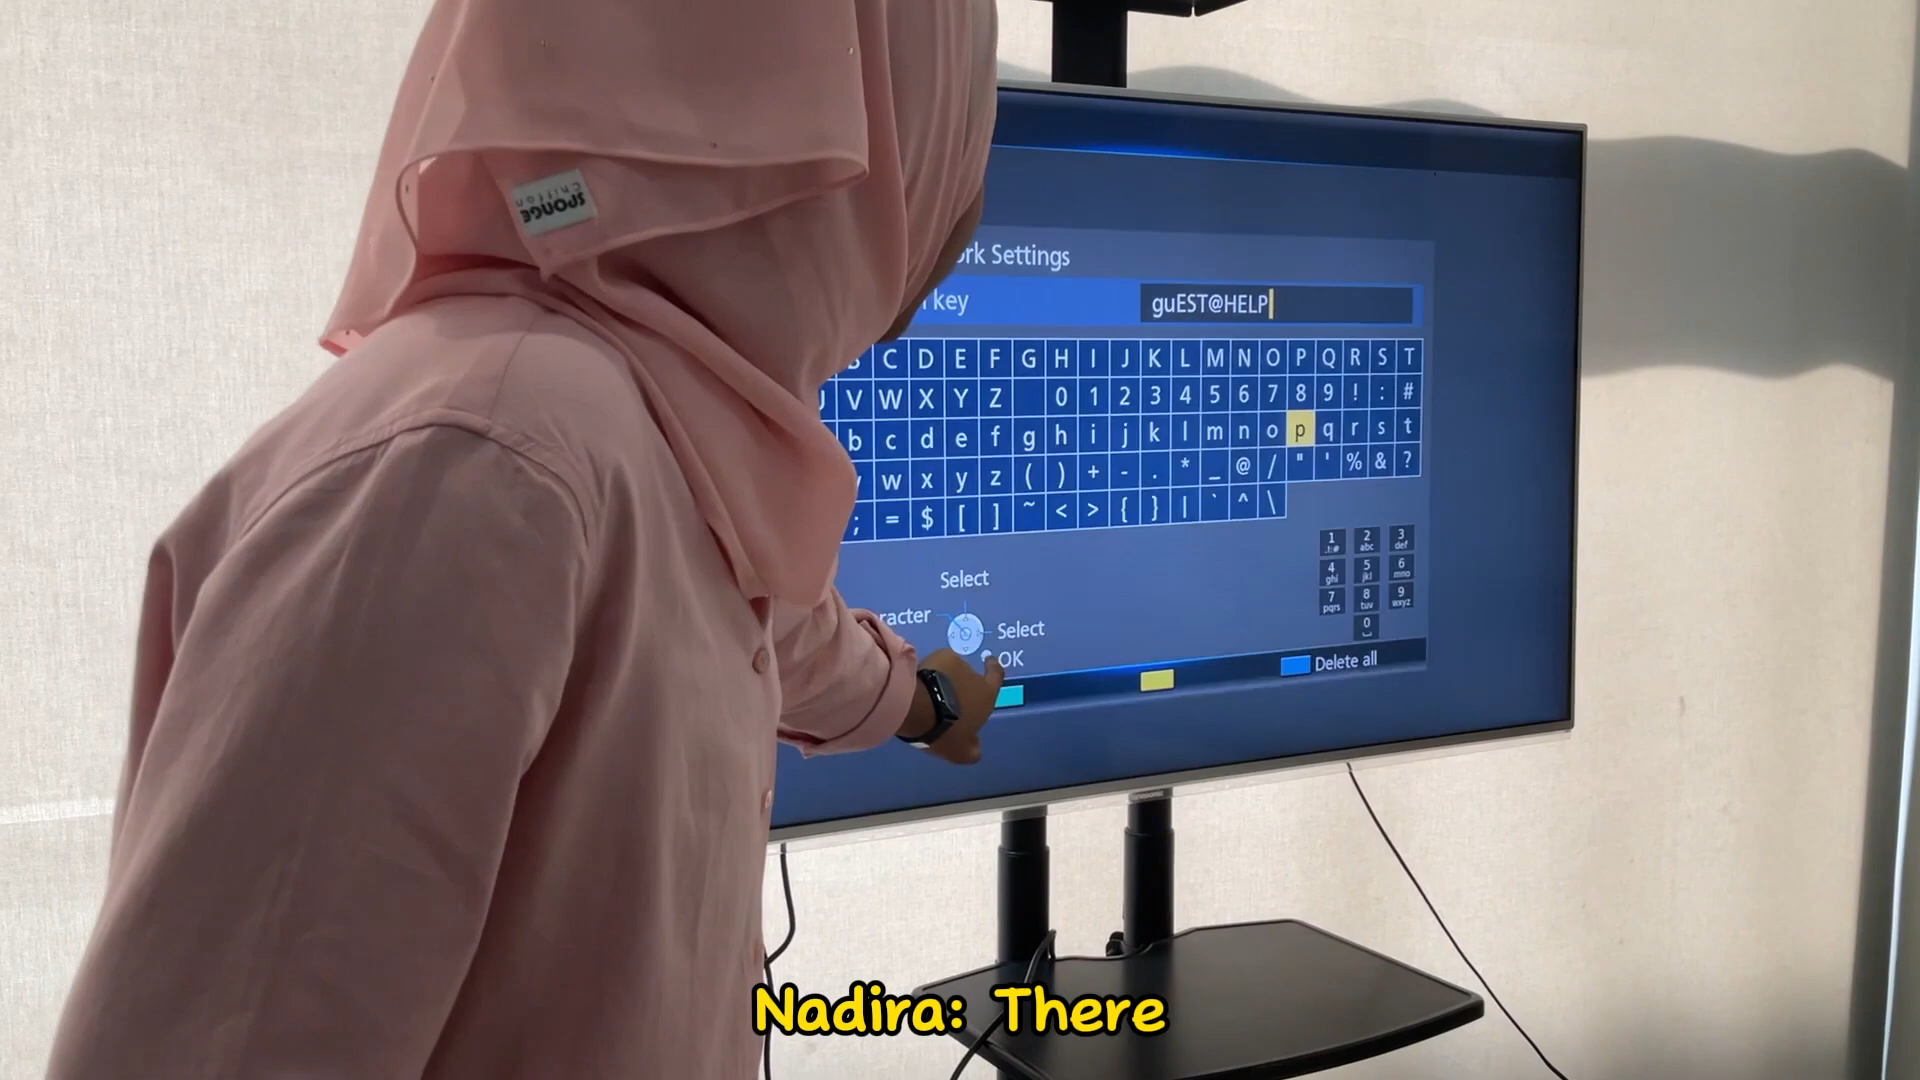 SPONGE
chiffon
ork Settings
key
guEST@HELP
B C D E F G H I J K L M N O P Q R S T
U V W X Y Z 0 1 2 3 4 5 6 7 8 9 ! : #
b c d e f g h i j k l m n o p q r s t
v w x y z ( ) + - . * _ @ / " ' % & ?
; = $ [ ] ~ < > { } | ` ^ \
1 2 3
.!:# abc def
4 5 6
ghi jkl mno
7 8 9
pqrs tuv wxyz
0
Select
racter
Select
OK
Delete all
Panasonic
Nadira: There